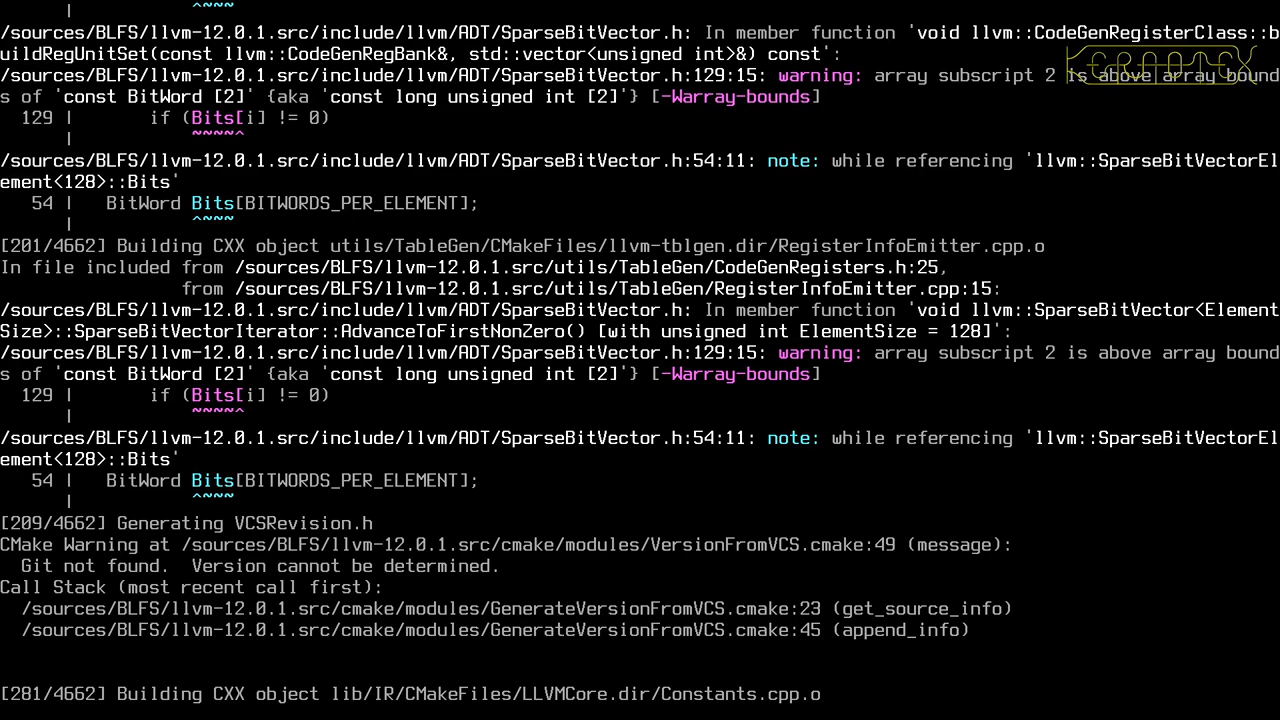 |            ^~~~
/sources/BLFS/llvm-12.0.1.src/include/llvm/ADT/SparseBitVector.h: In member function 'void llvm::CodeGenRegisterClass::b
uildRegUnitSet(const llvm::CodeGenRegBank&, std::vector<unsigned int>&) const':
/sources/BLFS/llvm-12.0.1.src/include/llvm/ADT/SparseBitVector.h:129:15: warning: array subscript 2 is above array bound
s of 'const BitWord [2]' {aka 'const long unsigned int [2]'} [-Warray-bounds]
  129 |       if (Bits[i] != 0)
      |           ~~~~^
/sources/BLFS/llvm-12.0.1.src/include/llvm/ADT/SparseBitVector.h:54:11: note: while referencing 'llvm::SparseBitVectorEl
ement<128>::Bits'
   54 |   BitWord Bits[BITWORDS_PER_ELEMENT];
      |           ^~~~
[201/4662] Building CXX object utils/TableGen/CMakeFiles/llvm-tblgen.dir/RegisterInfoEmitter.cpp.o
In file included from /sources/BLFS/llvm-12.0.1.src/utils/TableGen/CodeGenRegisters.h:25,
                 from /sources/BLFS/llvm-12.0.1.src/utils/TableGen/RegisterInfoEmitter.cpp:15:
/sources/BLFS/llvm-12.0.1.src/include/llvm/ADT/SparseBitVector.h: In member function 'void llvm::SparseBitVector<Element
Size>::SparseBitVectorIterator::AdvanceToFirstNonZero() [with unsigned int ElementSize = 128]':
/sources/BLFS/llvm-12.0.1.src/include/llvm/ADT/SparseBitVector.h:129:15: warning: array subscript 2 is above array bound
s of 'const BitWord [2]' {aka 'const long unsigned int [2]'} [-Warray-bounds]
  129 |       if (Bits[i] != 0)
      |           ~~~~^
/sources/BLFS/llvm-12.0.1.src/include/llvm/ADT/SparseBitVector.h:54:11: note: while referencing 'llvm::SparseBitVectorEl
ement<128>::Bits'
   54 |   BitWord Bits[BITWORDS_PER_ELEMENT];
      |           ^~~~
[209/4662] Generating VCSRevision.h
CMake Warning at /sources/BLFS/llvm-12.0.1.src/cmake/modules/VersionFromVCS.cmake:49 (message):
  Git not found.  Version cannot be determined.
Call Stack (most recent call first):
  /sources/BLFS/llvm-12.0.1.src/cmake/modules/GenerateVersionFromVCS.cmake:23 (get_source_info)
  /sources/BLFS/llvm-12.0.1.src/cmake/modules/GenerateVersionFromVCS.cmake:45 (append_info)
[281/4662] Building CXX object lib/IR/CMakeFiles/LLVMCore.dir/Constants.cpp.o